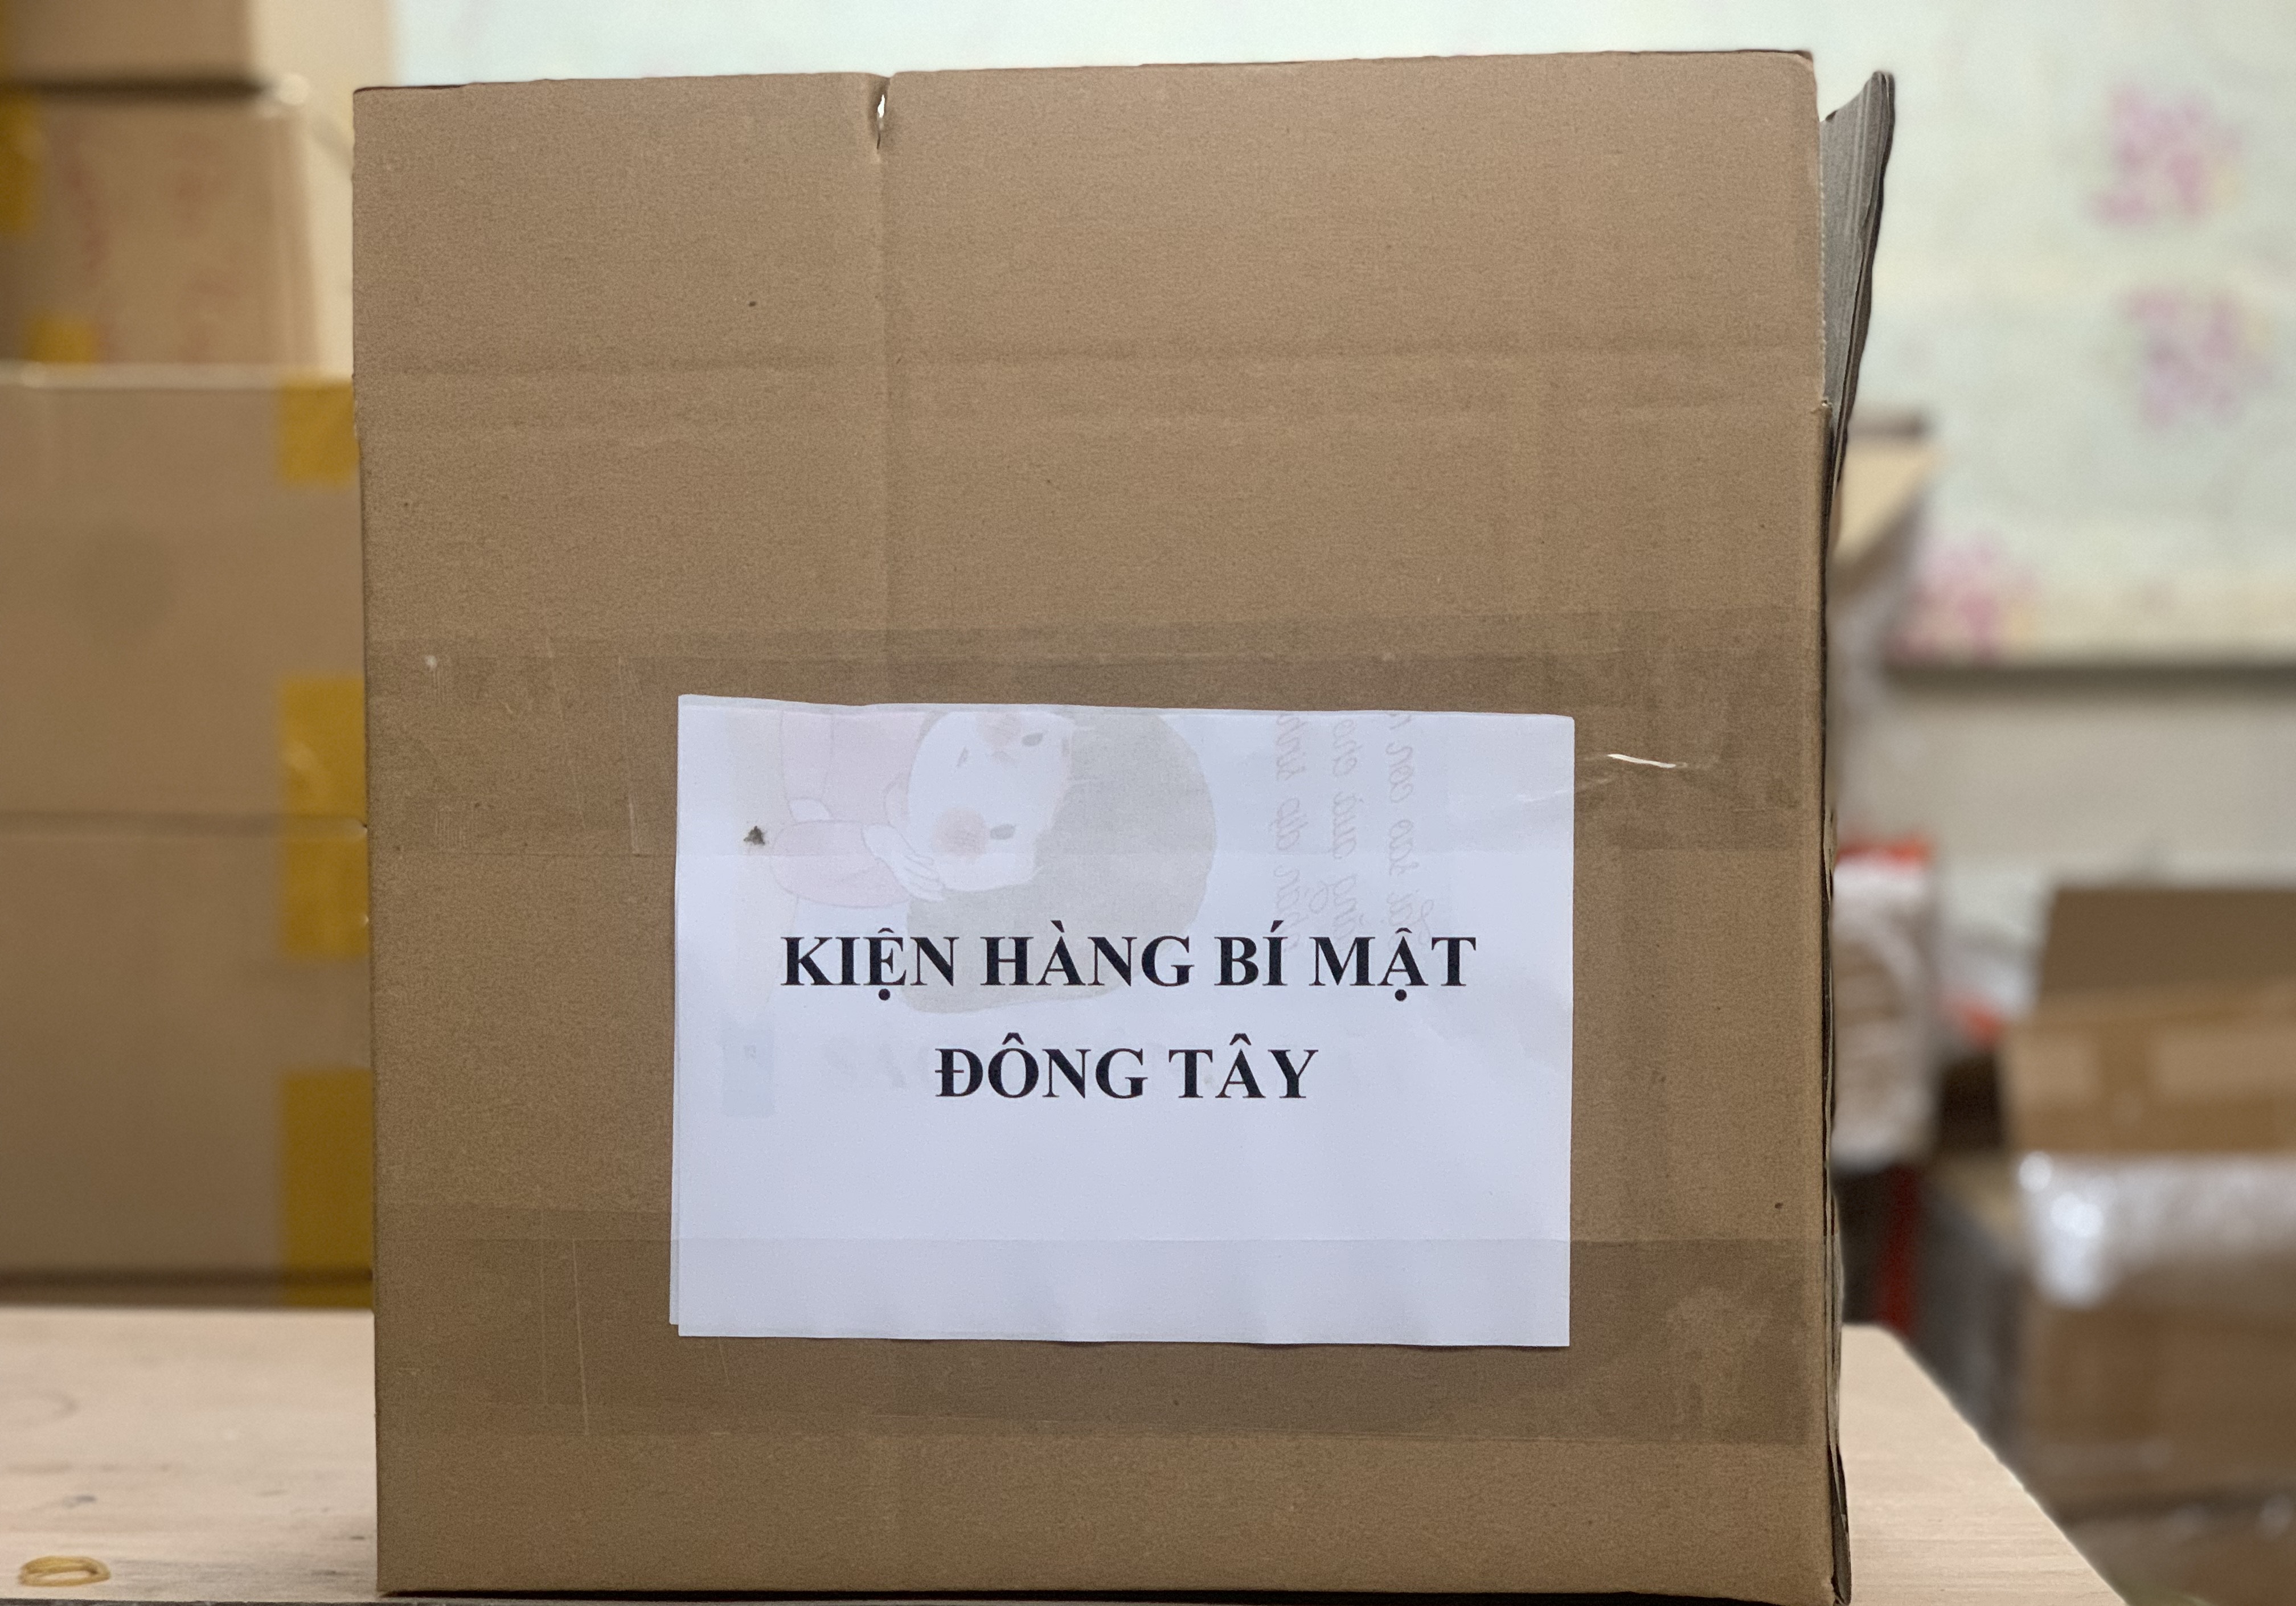 KIỆN HÀNG BÍ MẬT
ĐÔNG TÂY